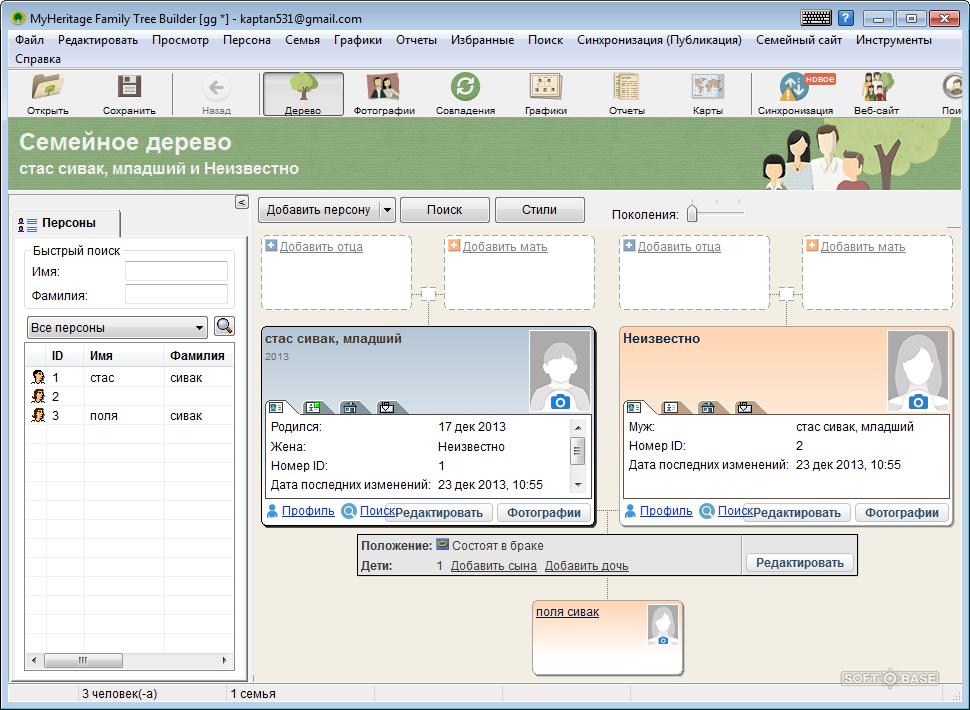 MyHeritage Family Tree Builder [gg *] - kaptan531@gmail.com
Файл Редактировать Просмотр Персона Семья Графики Отчеты Избранные Поиск Синхронизация (Публикация) Семейный сайт Инструменты
Справка
новое
Открыть Сохранить Назад Дерево Фотографии Совпадения Графики Отчеты Карты Синхронизация Веб-сайт Пои
Семейное дерево
стас сивак, младший и Неизвестно
<
Персоны
Быстрый поиск
Имя:
Фамилия:
Все персоны
ID Имя Фамилия
1 стас сивак
2
3 поля сивак
Добавить персону Поиск Стили Поколения:
Добавить отца Добавить мать Добавить отца Добавить мать
стас сивак, младший
2013
Родился: 17 дек 2013
Жена: Неизвестно
Номер ID: 1
Дата последних изменений: 23 дек 2013, 10:55
Профиль Поиск Редактировать Фотографии
Неизвестно
Муж: стас сивак, младший
Номер ID: 2
Дата последних изменений: 23 дек 2013, 10:55
Профиль Поиск Редактировать Фотографии
Положение: Состоят в браке
Дети: 1 Добавить сына Добавить дочь
Редактировать
поля сивак
SOFT BASE
3 человек(-а) 1 семья